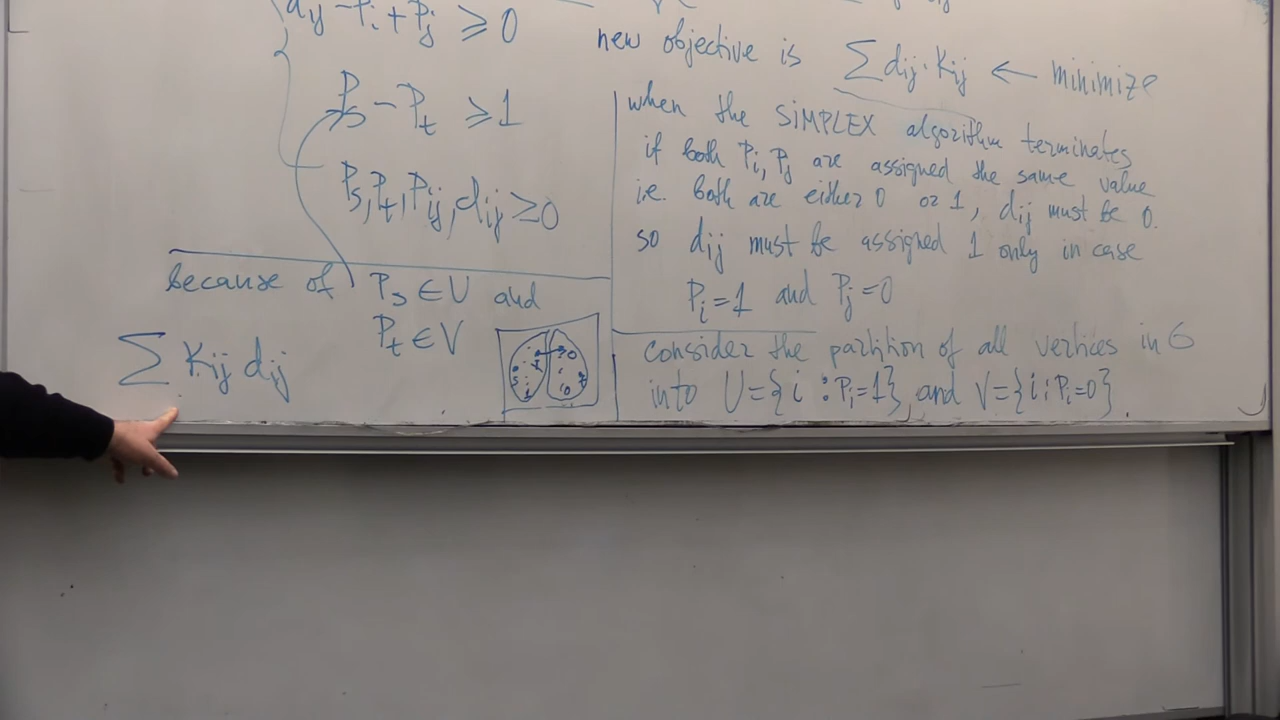 dij - Pi + Pj ⩾ 0
Ps - Pt ⩾ 1
Ps, Pt, Pij, dij ≥ 0
because of Ps ∈ U and
Pt ∈ V
∑ Kij dij
new objective is ∑ dij · Kij ← minimize
when the SiMPLEX algorithm terminates
if both Pi, Pj are assigned the same value
i.e. both are either 0 or 1, dij must be 0.
so dij must be assigned 1 only in case
Pi = 1 and Pj = 0
consider the partition of all vertices in G
into U = {i : Pi = 1}, and V = {i : Pi = 0}.